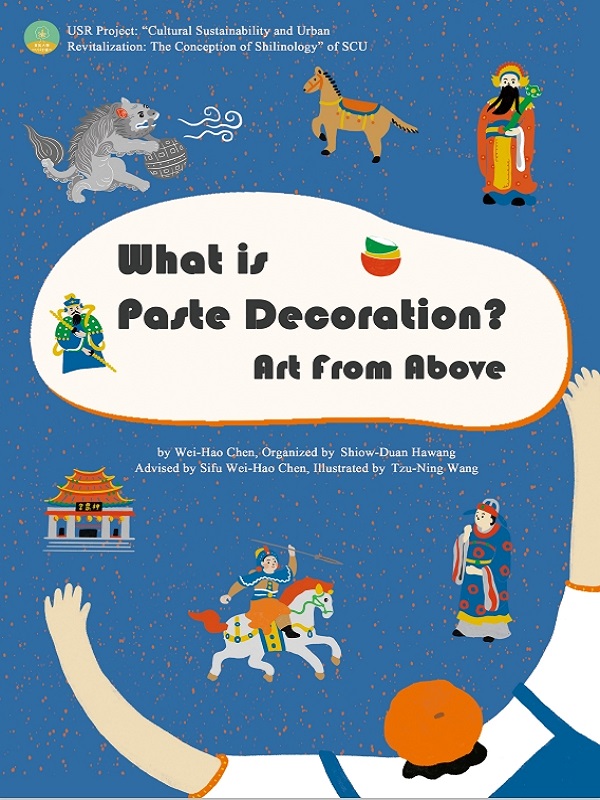 USR Project: “Cultural Sustainability and Urban
Revitalization: The Conception of Shilinology” of SCU
What is
Paste Decoration?
Art From Above
by Wei-Hao Chen, Organized by Shiow-Duan Hawang
Advised by Sifu Wei-Hao Chen, Illustrated by Tzu-Ning Wang